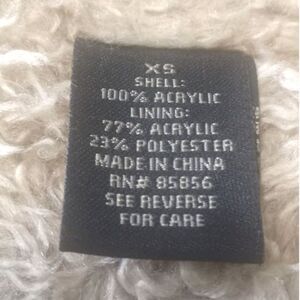 XS
SHELL:
100% ACRYLIC
LINING:
77% ACRYLIC
23% POLYESTER
MADE IN CHINA
RN# 85856
SEE REVERSE
FOR CARE